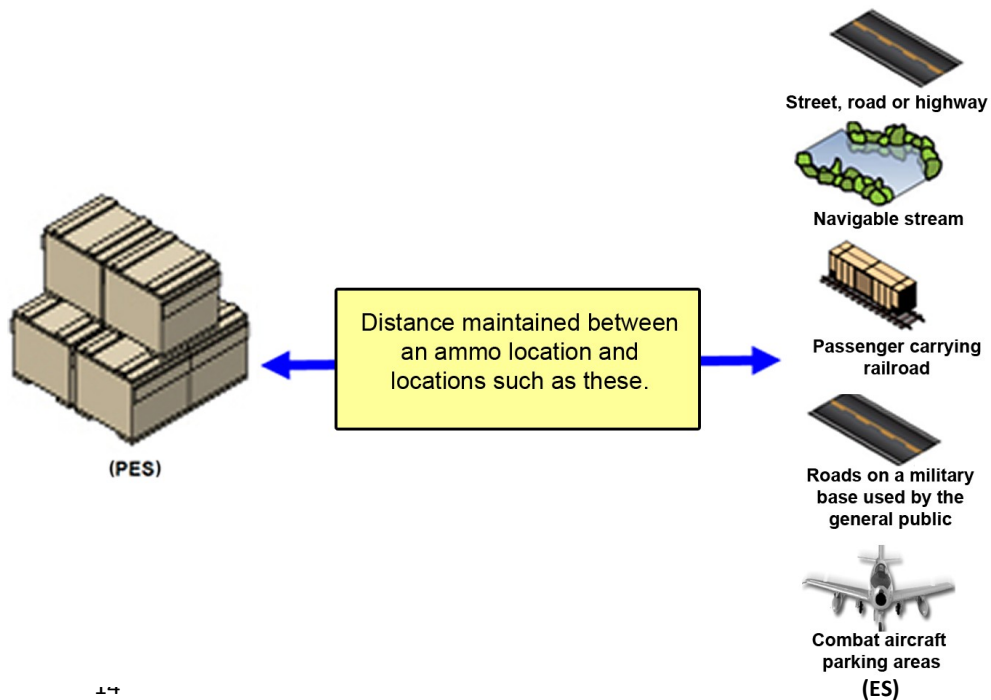 Street, road or highway
Navigable stream
Distance maintained between
an ammo location and
locations such as these.
Passenger carrying
railroad
(PES)
Roads on a military
base used by the
general public
Combat aircraft
parking areas
(ES)